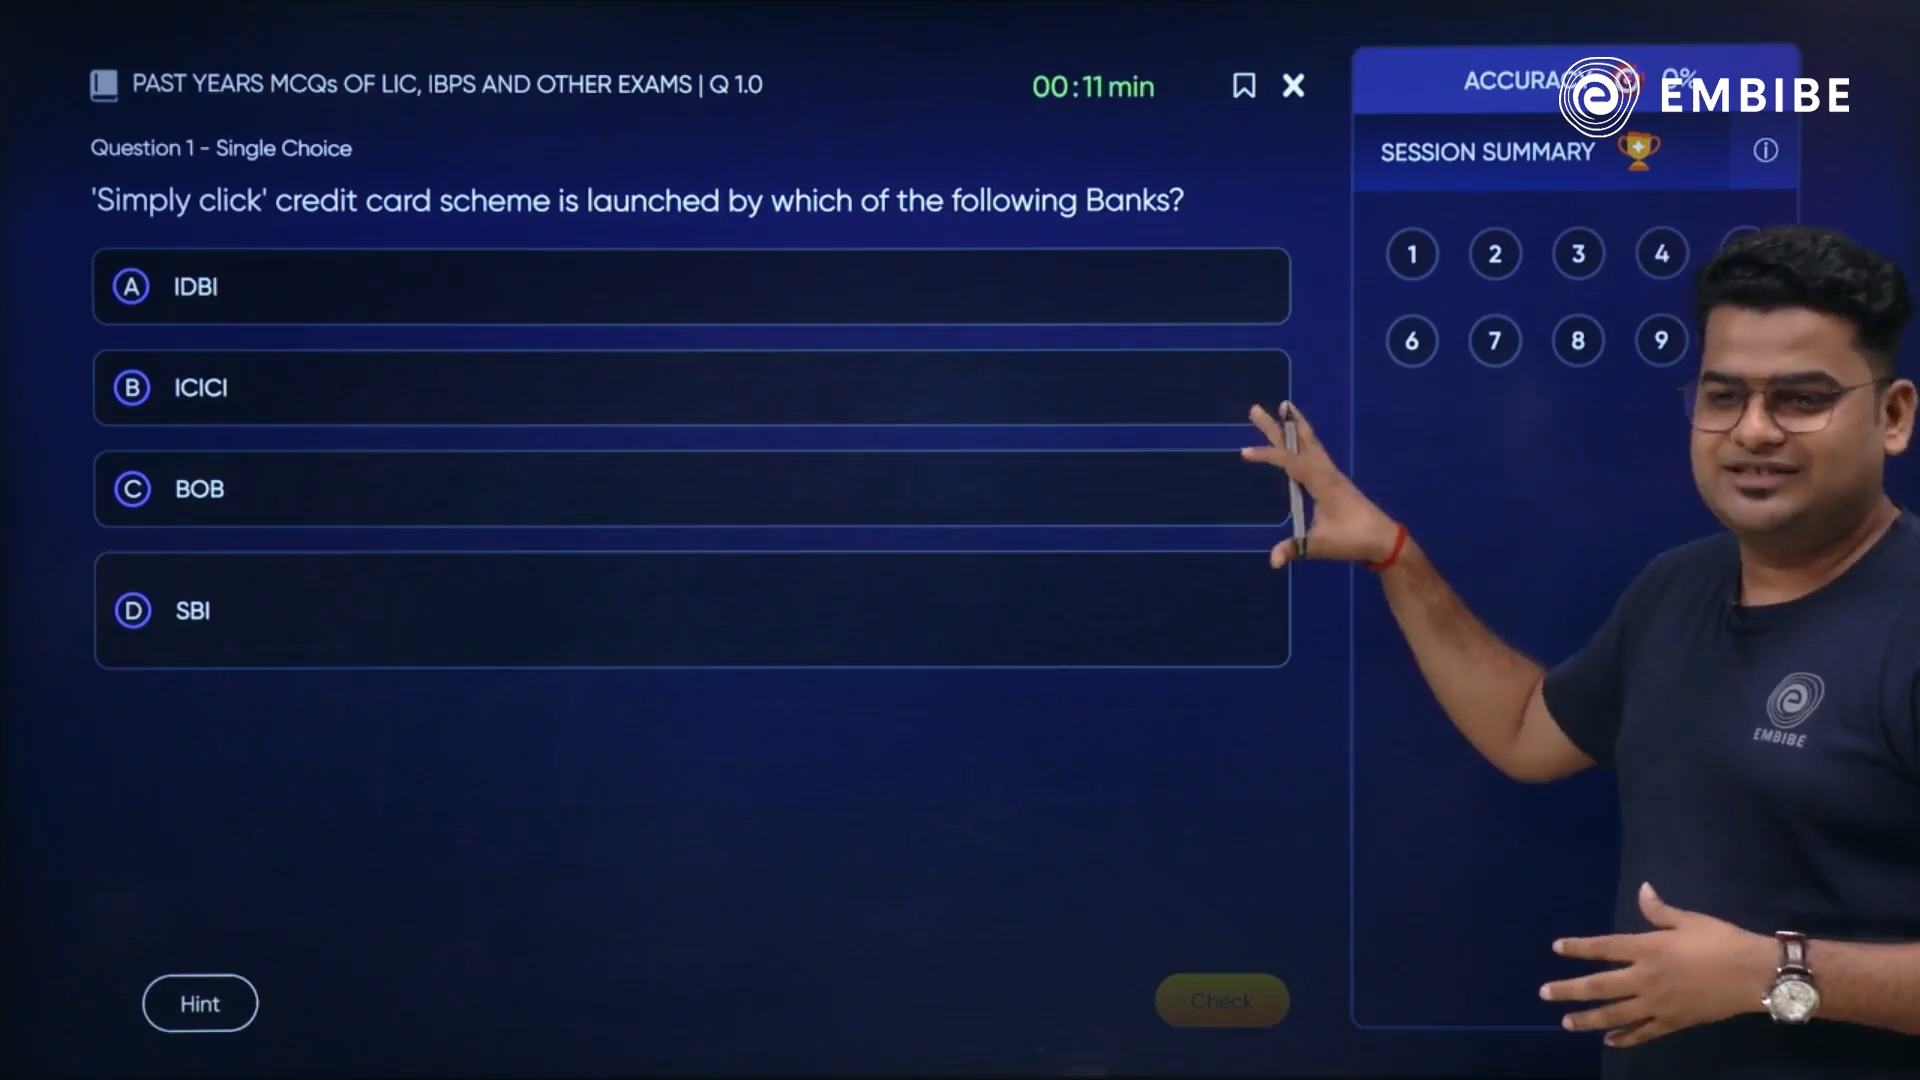 PAST YEARS MCQs OF LIC, IBPS AND OTHER EXAMS | Q 1.0
00:11 min
Question 1 - Single Choice
'Simply click' credit card scheme is launched by which of the following Banks?
A IDBI
B ICICI
C BOB
D SBI
Hint
Check
ACCURACY 0%
EMBIBE
SESSION SUMMARY
1 2 3 4
6 7 8 9
EMBIBE